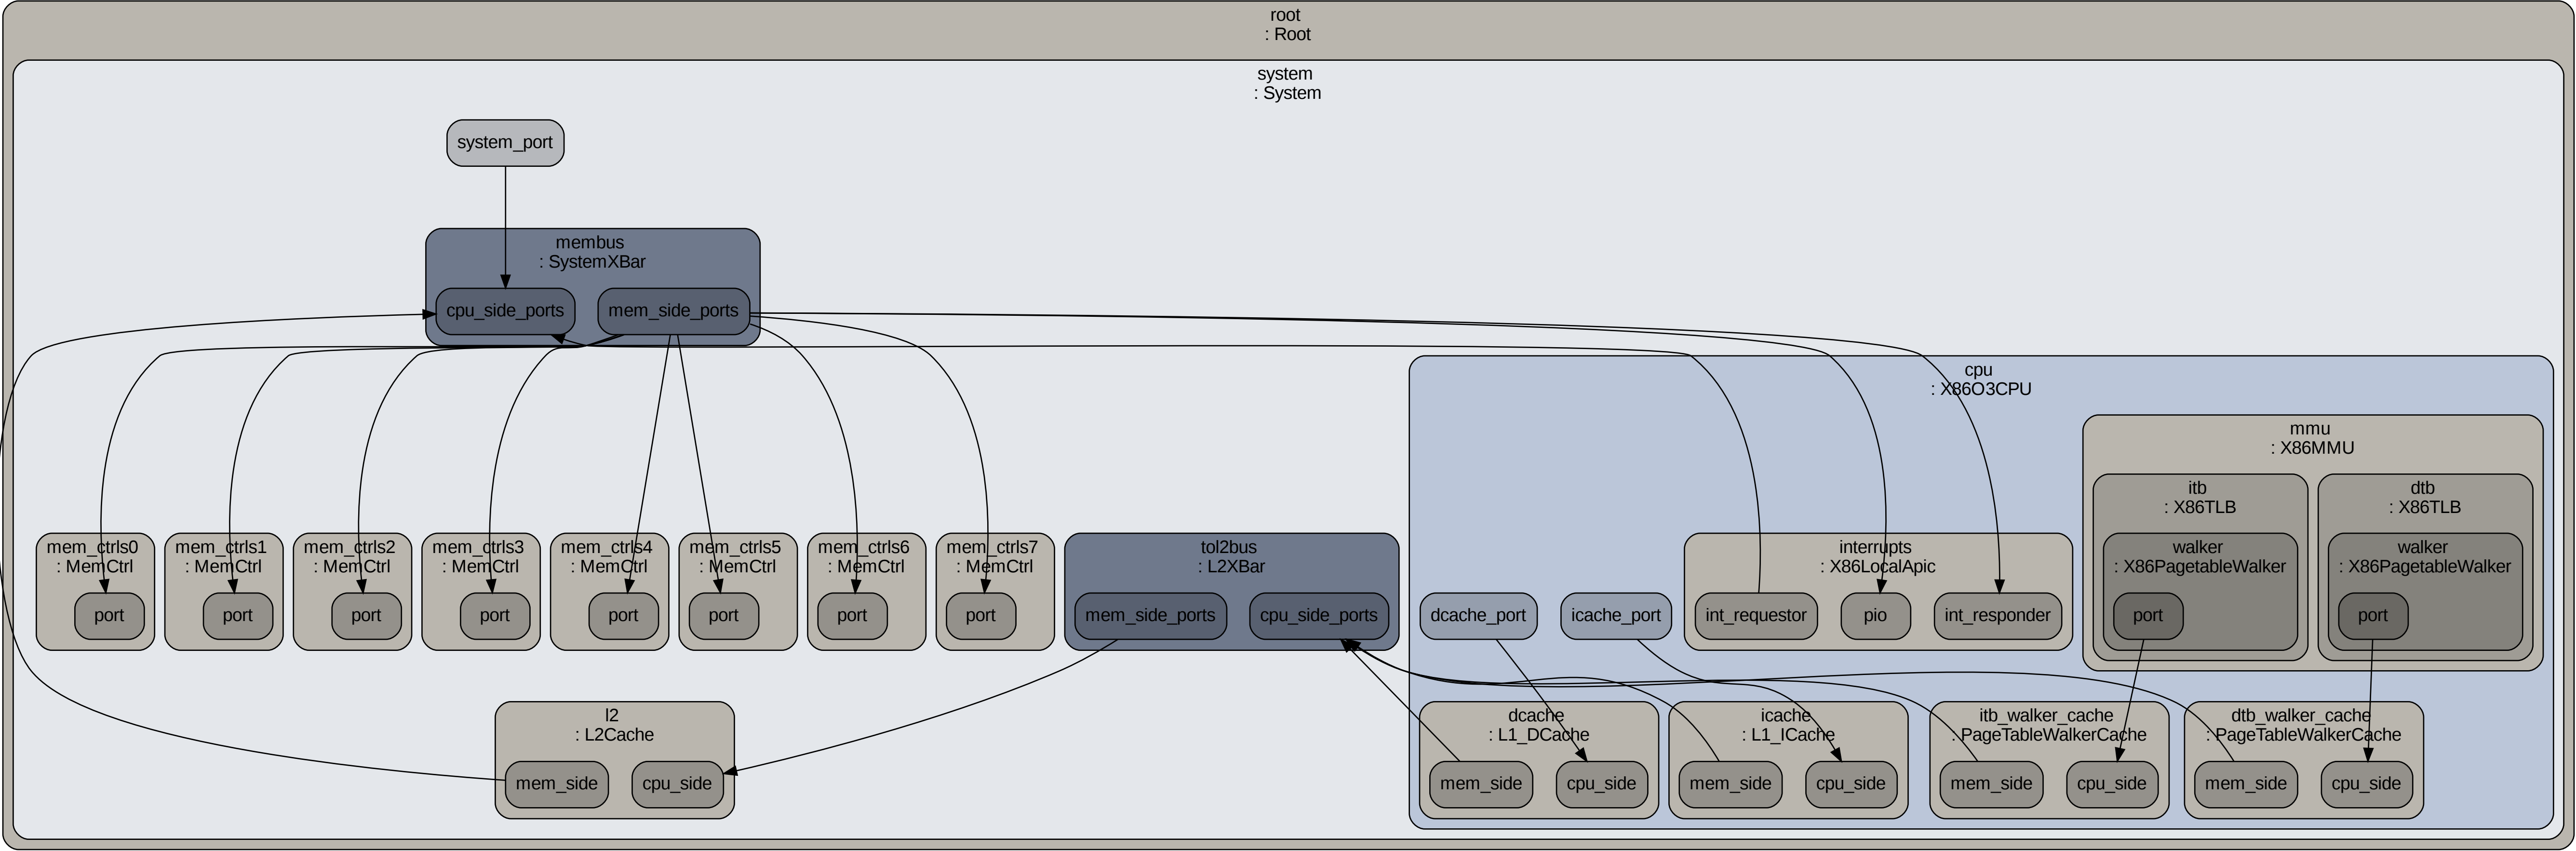 root
: Root
system
: System
system_port
membus
: SystemXBar
cpu_side_ports
mem_side_ports
cpu
: X86O3CPU
mmu
: X86MMU
itb
: X86TLB
dtb
: X86TLB
mem_ctrls0
: MemCtrl
port
mem_ctrls1
: MemCtrl
port
mem_ctrls2
: MemCtrl
port
mem_ctrls3
: MemCtrl
port
mem_ctrls4
: MemCtrl
port
mem_ctrls5
: MemCtrl
port
mem_ctrls6
: MemCtrl
port
mem_ctrls7
: MemCtrl
port
tol2bus
: L2XBar
mem_side_ports
cpu_side_ports
dcache_port
icache_port
interrupts
: X86LocalApic
int_requestor
pio
int_responder
walker
: X86PagetableWalker
port
walker
: X86PagetableWalker
port
l2
: L2Cache
mem_side
cpu_side
dcache
: L1_DCache
mem_side
cpu_side
icache
: L1_ICache
mem_side
cpu_side
itb_walker_cache
: PageTableWalkerCache
mem_side
cpu_side
dtb_walker_cache
: PageTableWalkerCache
mem_side
cpu_side